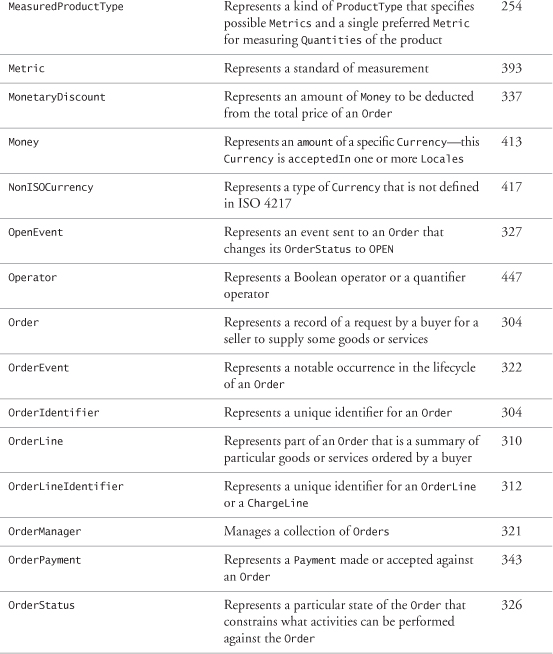 MeasuredProductType Represents a kind of ProductType that specifies 254
possible Metrics and a single preferred Metric
for measuring Quantities of the product
Metric Represents a standard of measurement 393
MonetaryDiscount Represents an amount of Money to be deducted 337
from the total price of an Order
Money Represents an amount of a specific Currency—this 413
Currency is acceptedIn one or more Locales
NonISOCurrency Represents a type of Currency that is not defined 417
in ISO 4217
OpenEvent Represents an event sent to an Order that 327
changes its OrderStatus to OPEN
Operator Represents a Boolean operator or a quantifier 447
operator
Order Represents a record of a request by a buyer for a 304
seller to supply some goods or services
OrderEvent Represents a notable occurrence in the lifecycle 322
of an Order
OrderIdentifier Represents a unique identifier for an Order 304
OrderLine Represents part of an Order that is a summary of 310
particular goods or services ordered by a buyer
OrderLineIdentifier Represents a unique identifier for an OrderLine 312
or a ChargeLine
OrderManager Manages a collection of Orders 321
OrderPayment Represents a Payment made or accepted against 343
an Order
OrderStatus Represents a particular state of the Order that 326
constrains what activities can be performed
against the Order